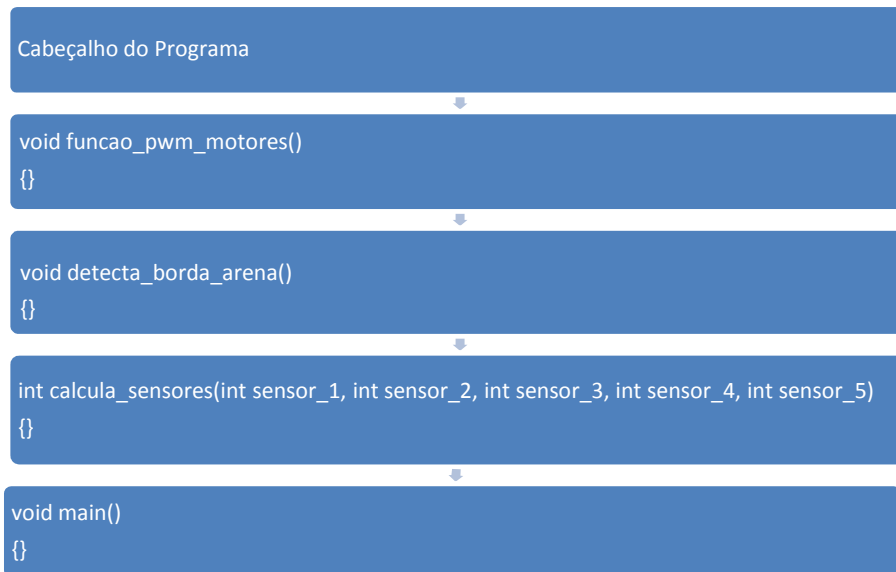 Cabeçalho do Programa
void funcao_pwm_motores()
{}
void detecta_borda_arena()
{}
int calcula_sensores(int sensor_1, int sensor_2, int sensor_3, int sensor_4, int sensor_5)
{}
void main()
{}